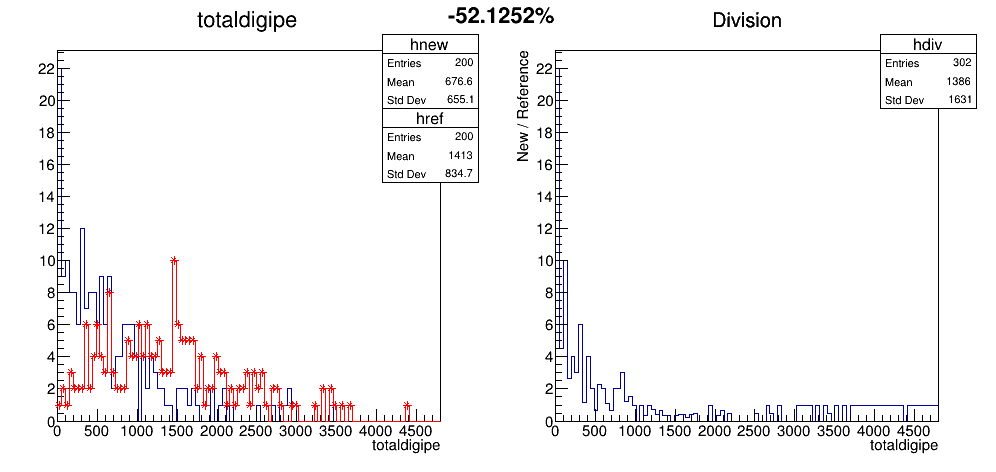 -52.1252%
totaldigipe
hnew
Entries 200
Mean 676.6
Std Dev 655.1
href
Entries 200
Mean 1413
Std Dev 834.7
22
20
18
16
14
12
10
8
6
4
2
0
0 500 1000 1500 2000 2500 3000 3500 4000 4500
totaldigipe
Division
hdiv
Entries 302
Mean 1386
Std Dev 1631
New / Reference
22
20
18
16
14
12
10
8
6
4
2
0
0 500 1000 1500 2000 2500 3000 3500 4000 4500
totaldigipe